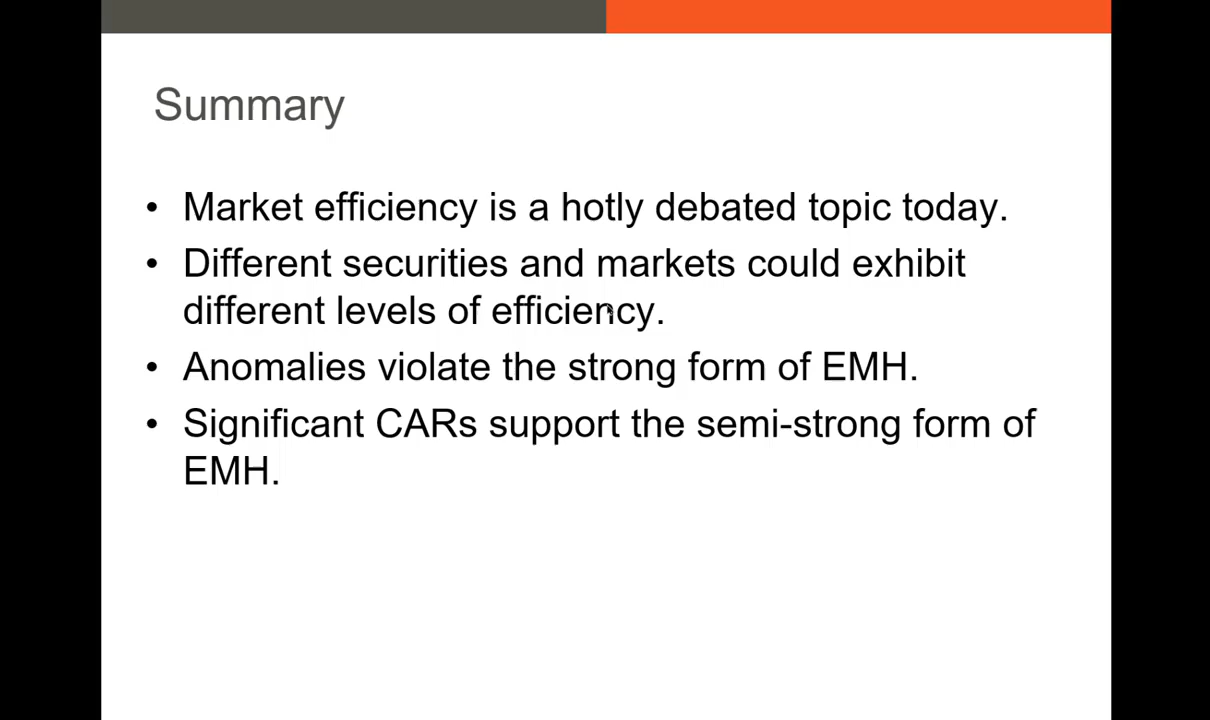 Summary
• Market efficiency is a hotly debated topic today.
• Different securities and markets could exhibit
different levels of efficiency.
• Anomalies violate the strong form of EMH.
• Significant CARs support the semi-strong form of
EMH.